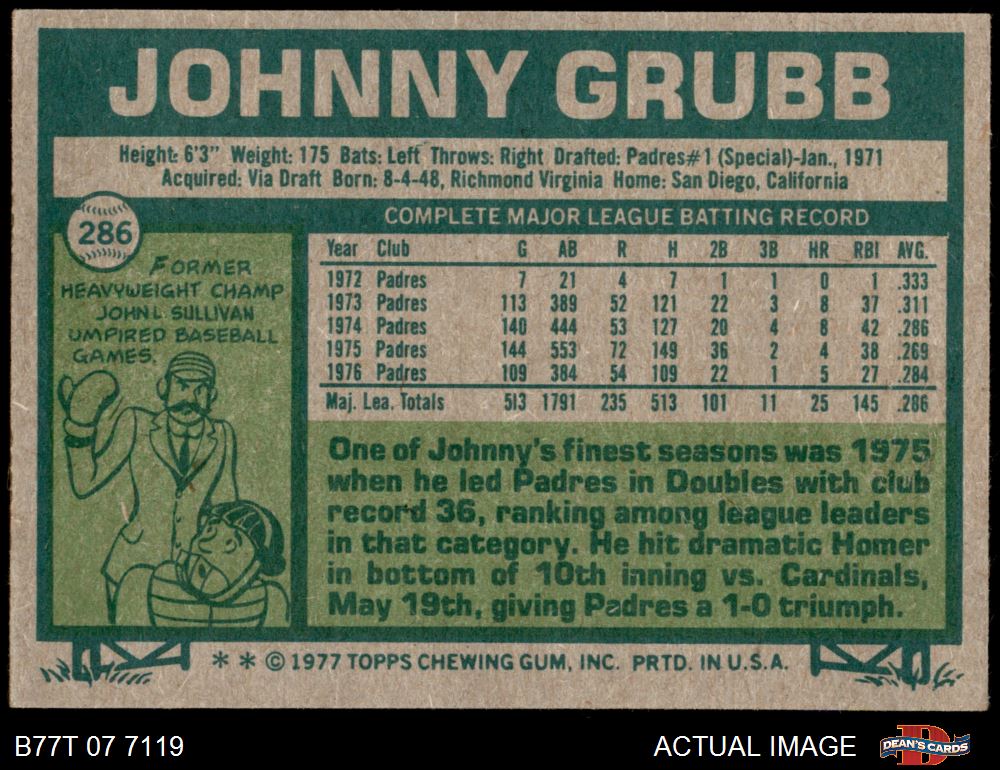 JOHNNY GRUBB
Height: 6'3" Weight: 175 Bats: Left Throws: Right Drafted: Padres#1 (Special)-Jan., 1971
Acquired: Via Draft Born: 8-4-48, Richmond Virginia Home: San Diego, California
286
FORMER
HEAVYWEIGHT CHAMP
JOHN L. SULLIVAN
UMPIRED BASEBALL
GAMES.
COMPLETE MAJOR LEAGUE BATTING RECORD
Year Club G AB R H 2B 3B HR RBI AVG.
1972 Padres 7 21 4 7 1 1 0 1 .333
1973 Padres 113 389 52 121 22 3 8 37 .311
1974 Padres 140 444 53 127 20 4 8 42 .286
1975 Padres 144 553 72 149 36 2 4 38 .269
1976 Padres 109 384 54 109 22 1 5 27 .284
Maj. Lea. Totals 513 1791 235 513 101 11 25 145 .286
One of Johnny's finest seasons was 1975
when he led Padres in Doubles with club
record 36, ranking among league leaders
in that category. He hit dramatic Homer
in bottom of 10th inning vs. Cardinals,
May 19th, giving Padres a 1-0 triumph.
* * © 1977 TOPPS CHEWING GUM, INC. PRTD. IN U.S.A.
B77T 07 7119
ACTUAL IMAGE
D
DEAN'S CARDS